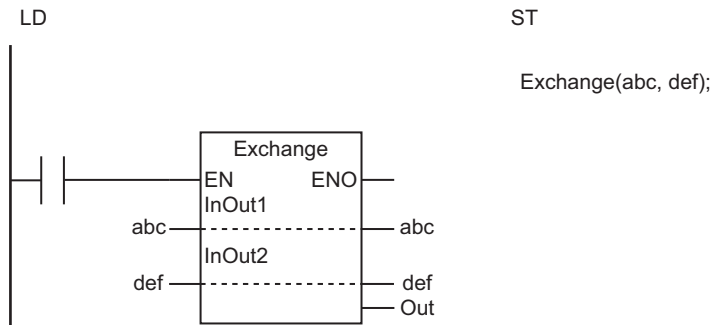 LD
ST
Exchange(abc, def);
Exchange
EN ENO
InOut1
abc abc
InOut2
def def
Out